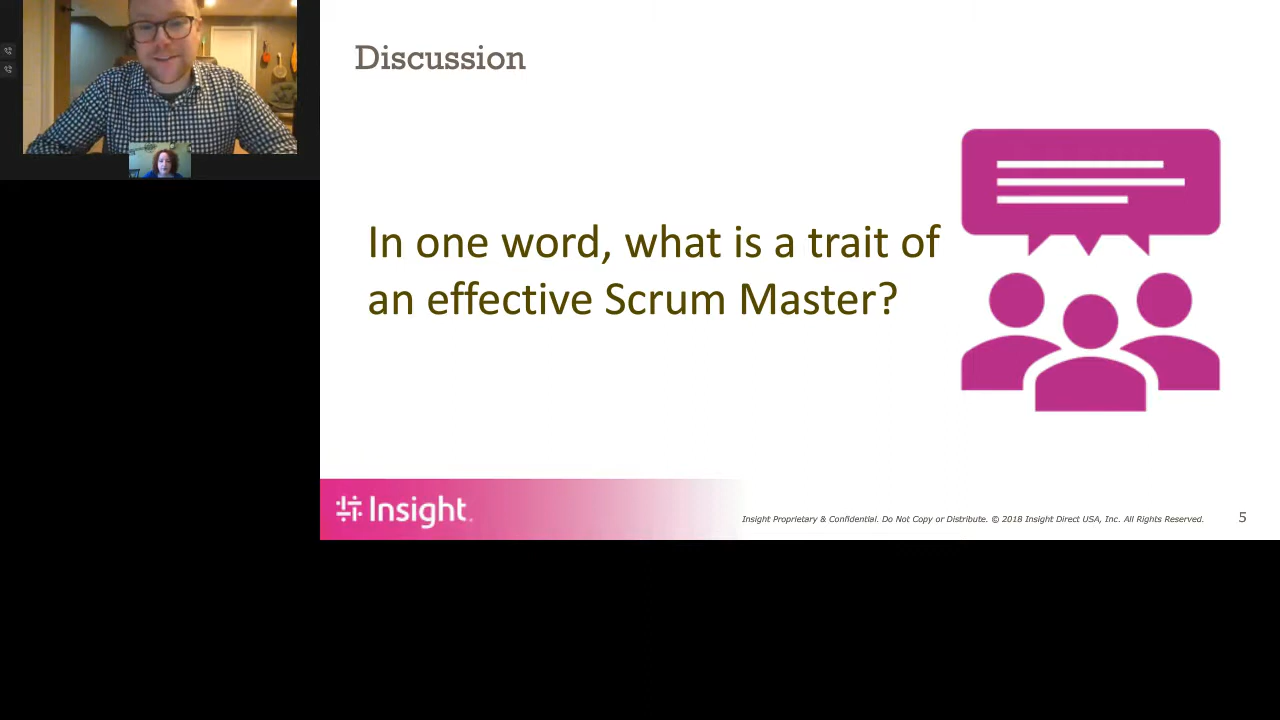 Discussion
In one word, what is a trait of
an effective Scrum Master?
Insight
Insight Proprietary & Confidential. Do Not Copy or Distribute. © 2018 Insight Direct USA, Inc. All Rights Reserved.
5